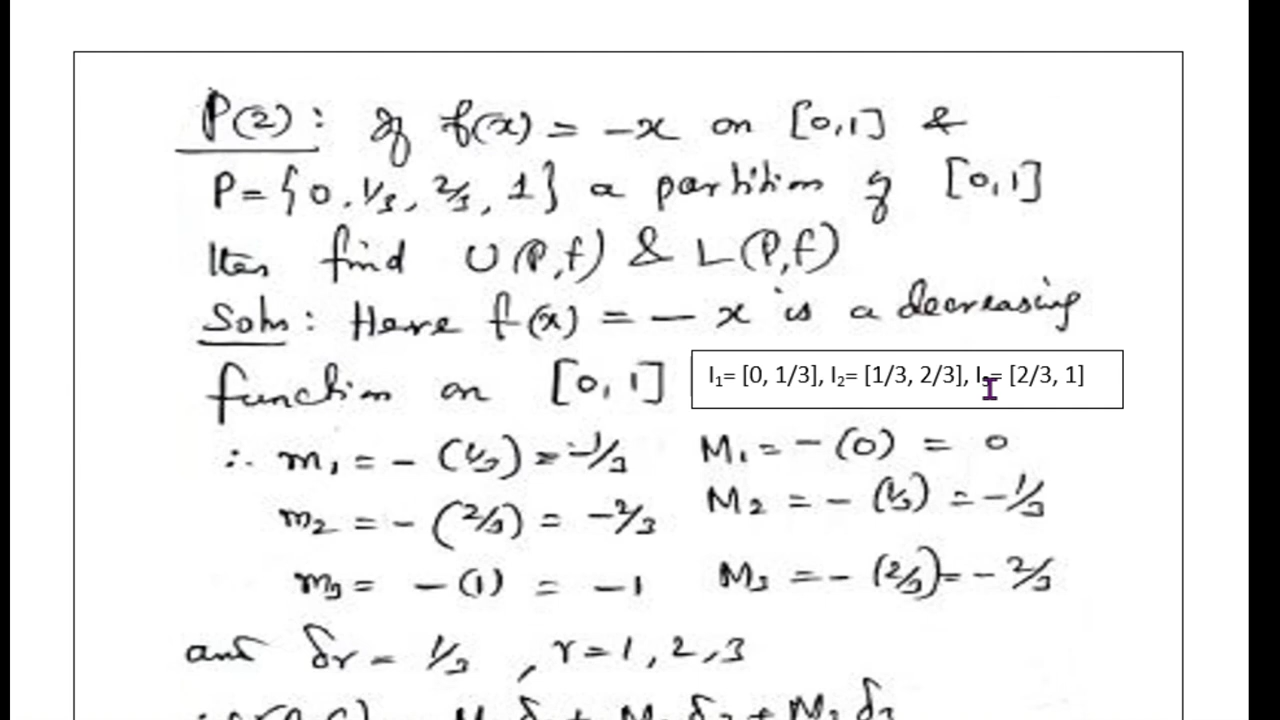 P(2): If f(x) = -x on [0,1] &
P={0, 1/3, 2/3, 1} a partition of [0,1]
then find U(P,f) & L(P,f)
Soln: Here f(x) = - x is a decreasing
function on [0,1]
I₁= [0, 1/3], I₂= [1/3, 2/3], I₃= [2/3, 1]
∴ m₁ = - (1/3) = -1/3 M₁ = - (0) = 0
m₂ = - (2/3) = -2/3 M₂ = - (1/3) = -1/3
m₃ = -(1) = -1 M₃ = - (2/3) = - 2/3
and δr = 1/3 , r=1, 2, 3